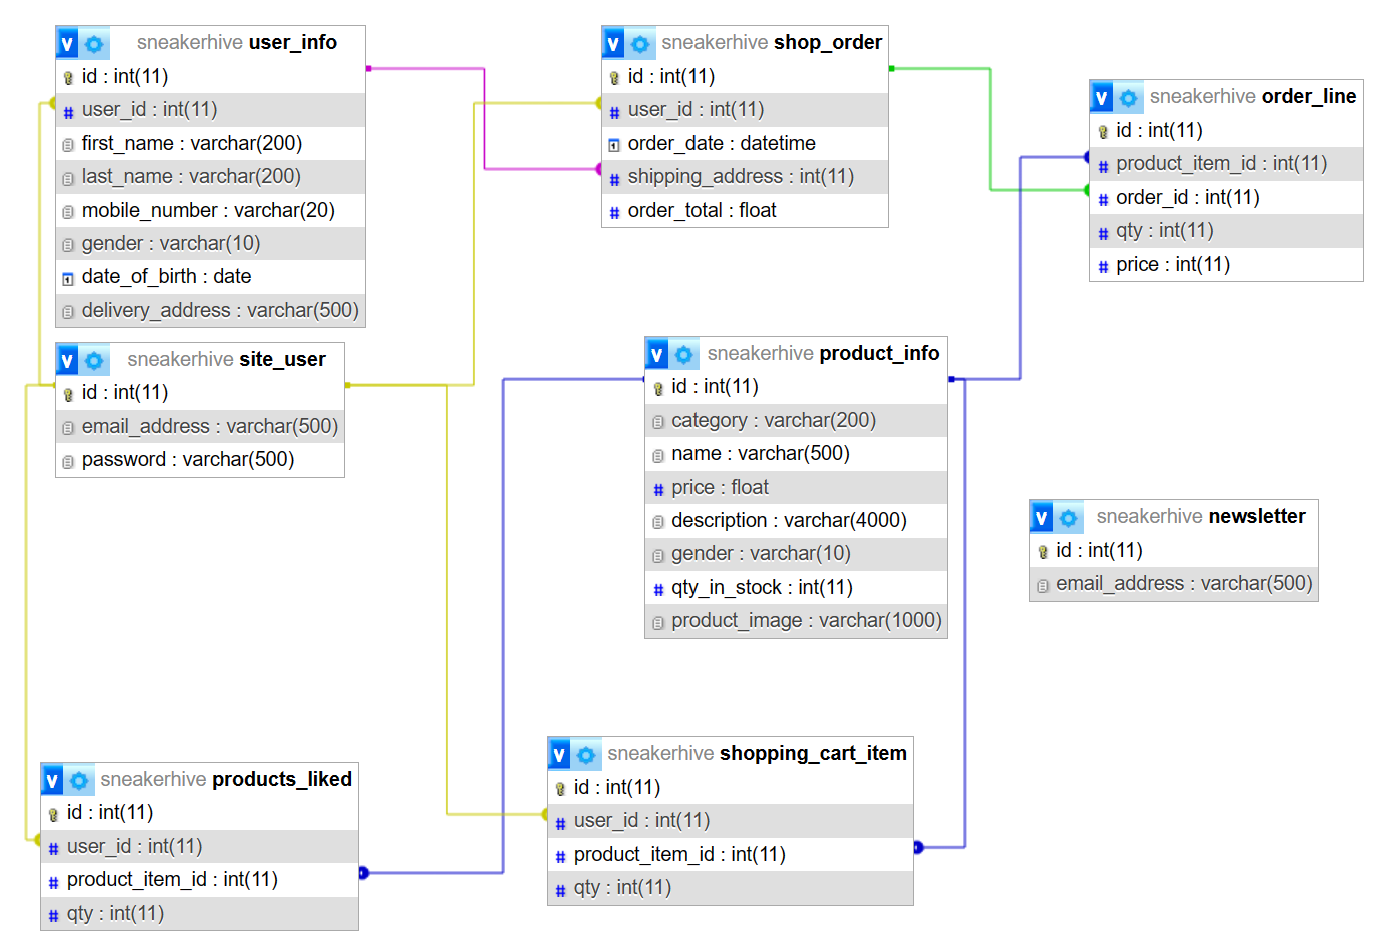 v sneakerhive user_info
id : int(11)
# user_id : int(11)
first_name : varchar(200)
last_name : varchar(200)
mobile_number : varchar(20)
gender : varchar(10)
date_of_birth : date
delivery_address : varchar(500)
v sneakerhive site_user
id : int(11)
email_address : varchar(500)
password : varchar(500)
v sneakerhive shop_order
id : int(11)
# user_id : int(11)
order_date : datetime
# shipping_address : int(11)
# order_total : float
v sneakerhive order_line
id : int(11)
# product_item_id : int(11)
# order_id : int(11)
# qty : int(11)
# price : int(11)
v sneakerhive product_info
id : int(11)
category : varchar(200)
name : varchar(500)
# price : float
description : varchar(4000)
gender : varchar(10)
# qty_in_stock : int(11)
product_image : varchar(1000)
v sneakerhive newsletter
id : int(11)
email_address : varchar(500)
v sneakerhive products_liked
id : int(11)
# user_id : int(11)
# product_item_id : int(11)
# qty : int(11)
v sneakerhive shopping_cart_item
id : int(11)
# user_id : int(11)
# product_item_id : int(11)
# qty : int(11)